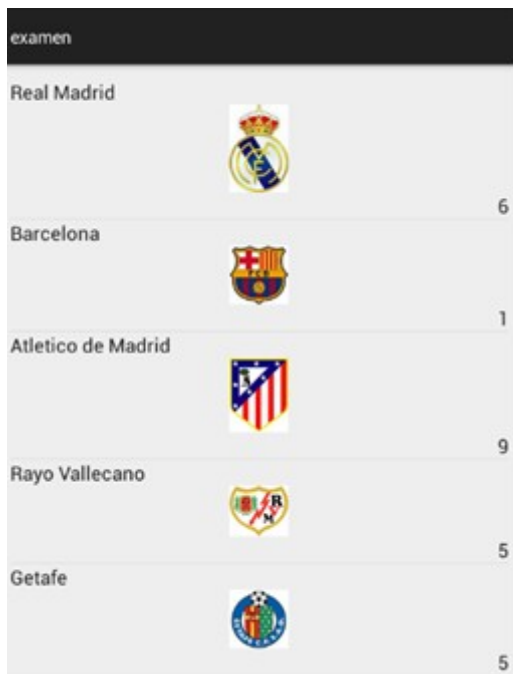 examen
Real Madrid
6
Barcelona
1
Atletico de Madrid
9
Rayo Vallecano
5
Getafe
5